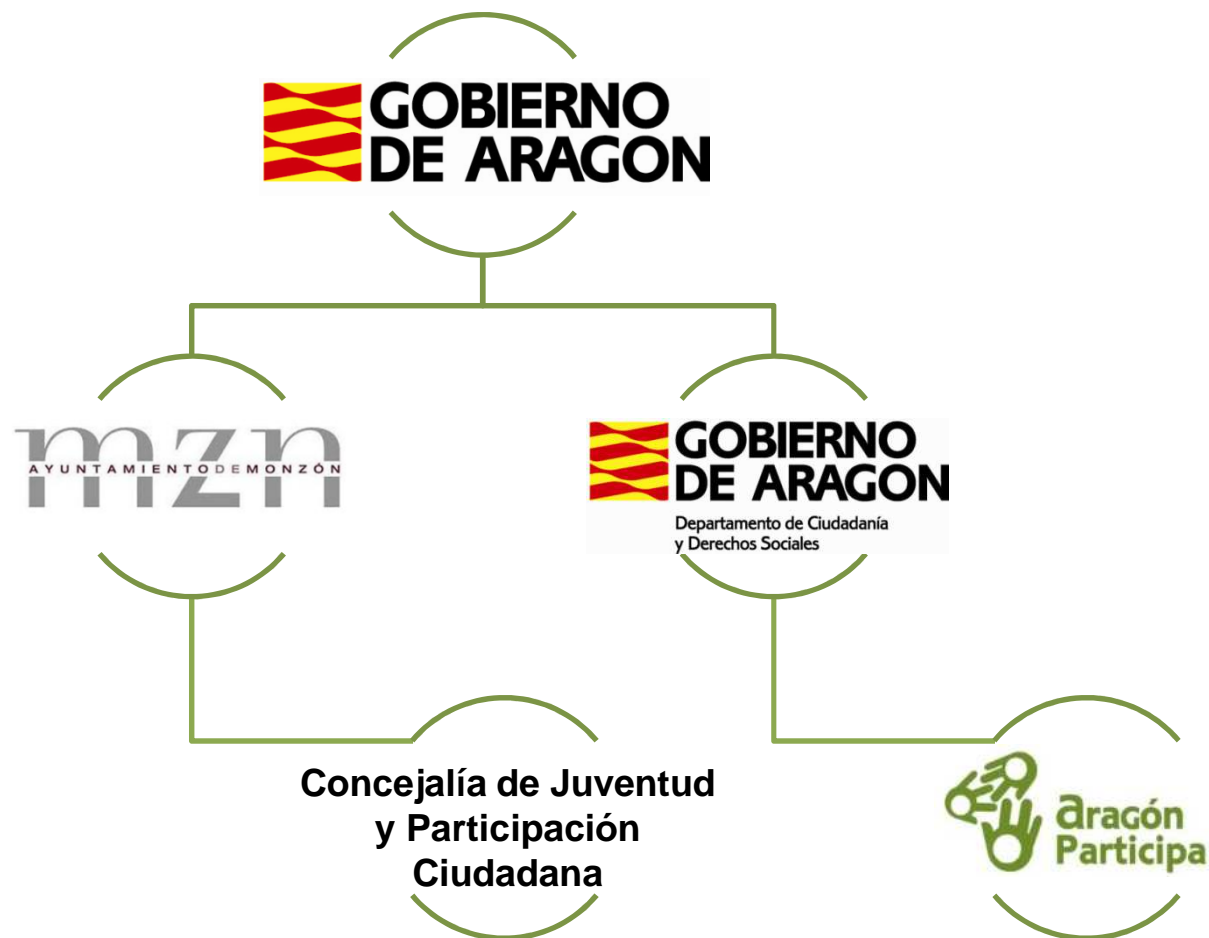 GOBIERNO
DE ARAGON
mzn
AYUNTAMIENTODEMONZÓN
GOBIERNO
DE ARAGON
Departamento de Ciudadanía
y Derechos Sociales
Concejalía de Juventud
y Participación
Ciudadana
aragón
Participa